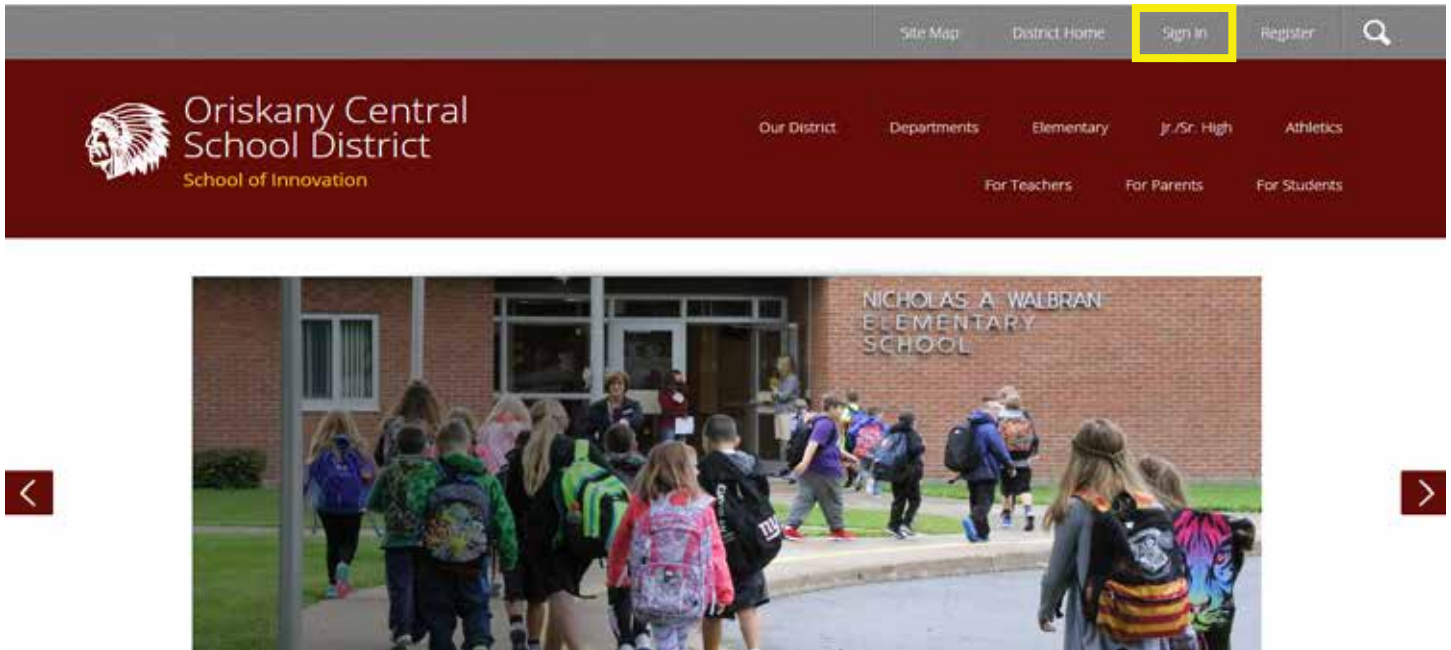 Site Map District Home Sign In Register
Oriskany Central
School District
School of Innovation
Our District Departments Elementary Jr./Sr. High Athletics
For Teachers For Parents For Students
NICHOLAS A WALBRAN
ELEMENTARY
SCHOOL